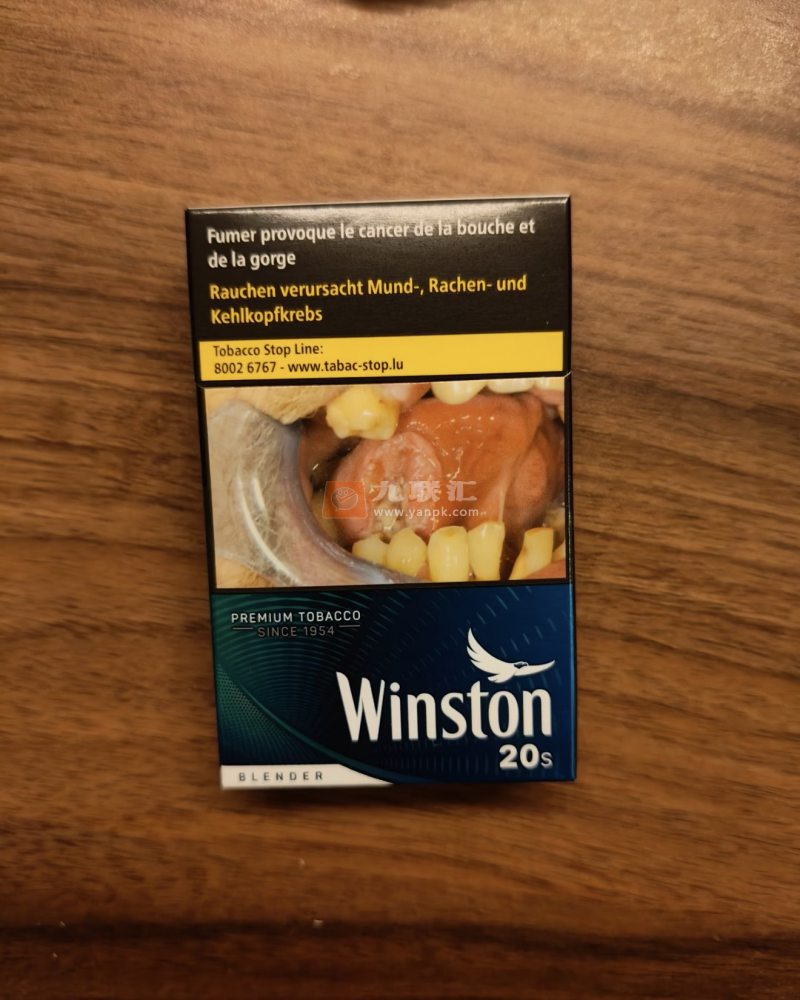 Fumer provoque le cancer de la bouche et
de la gorge
Rauchen verursacht Mund-, Rachen- und
Kehlkopfkrebs
Tobacco Stop Line:
8002 6767 - www.tabac-stop.lu
九联汇
www.yanpk.com
PREMIUM TOBACCO
SINCE 1954
Winston
20s
BLENDER